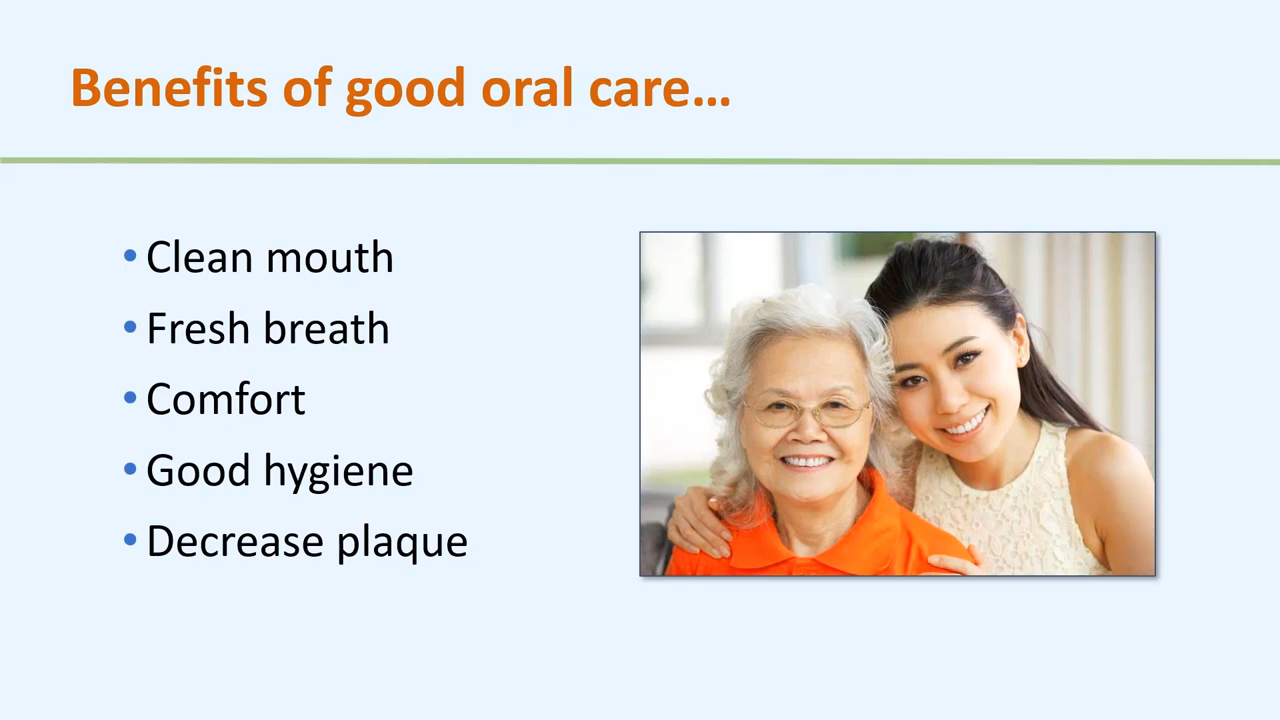 Benefits of good oral care…
• Clean mouth
• Fresh breath
• Comfort
• Good hygiene
• Decrease plaque